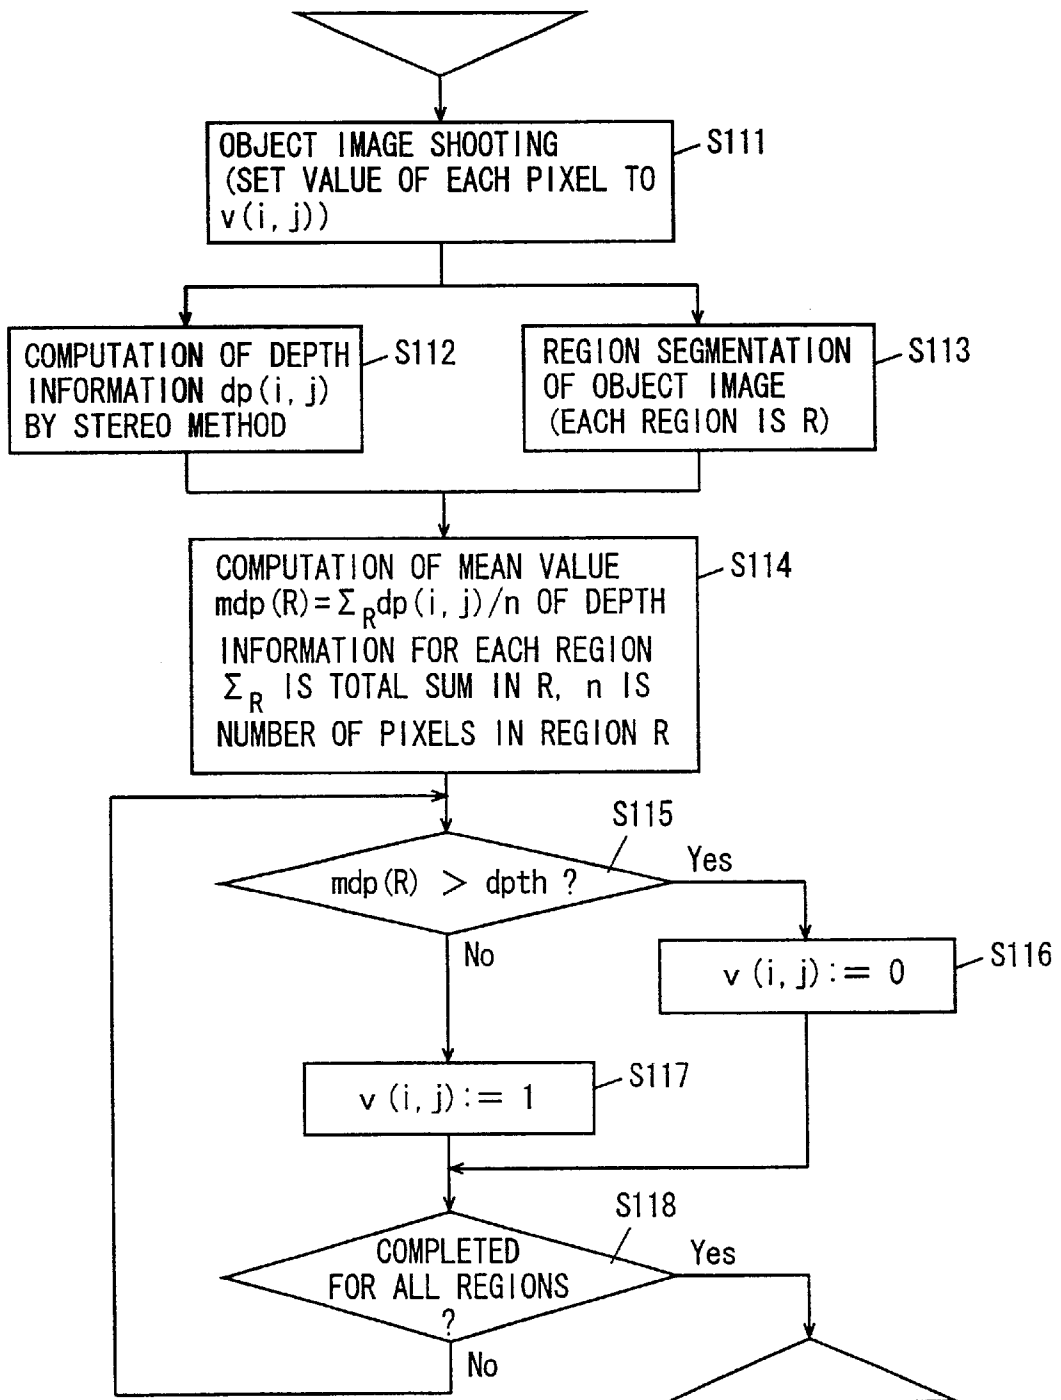 OBJECT IMAGE SHOOTING
(SET VALUE OF EACH PIXEL TO
v(i, j))
S111
COMPUTATION OF DEPTH
INFORMATION dp(i, j)
BY STEREO METHOD
S112
REGION SEGMENTATION
OF OBJECT IMAGE
(EACH REGION IS R)
S113
COMPUTATION OF MEAN VALUE
mdp(R)=Σ_R dp(i, j)/n OF DEPTH
INFORMATION FOR EACH REGION
Σ_R IS TOTAL SUM IN R, n IS
NUMBER OF PIXELS IN REGION R
S114
S115
mdp(R) > dpth ?
Yes
No
v(i, j):= 0
S116
v(i, j):= 1
S117
S118
COMPLETED
FOR ALL REGIONS
?
Yes
No